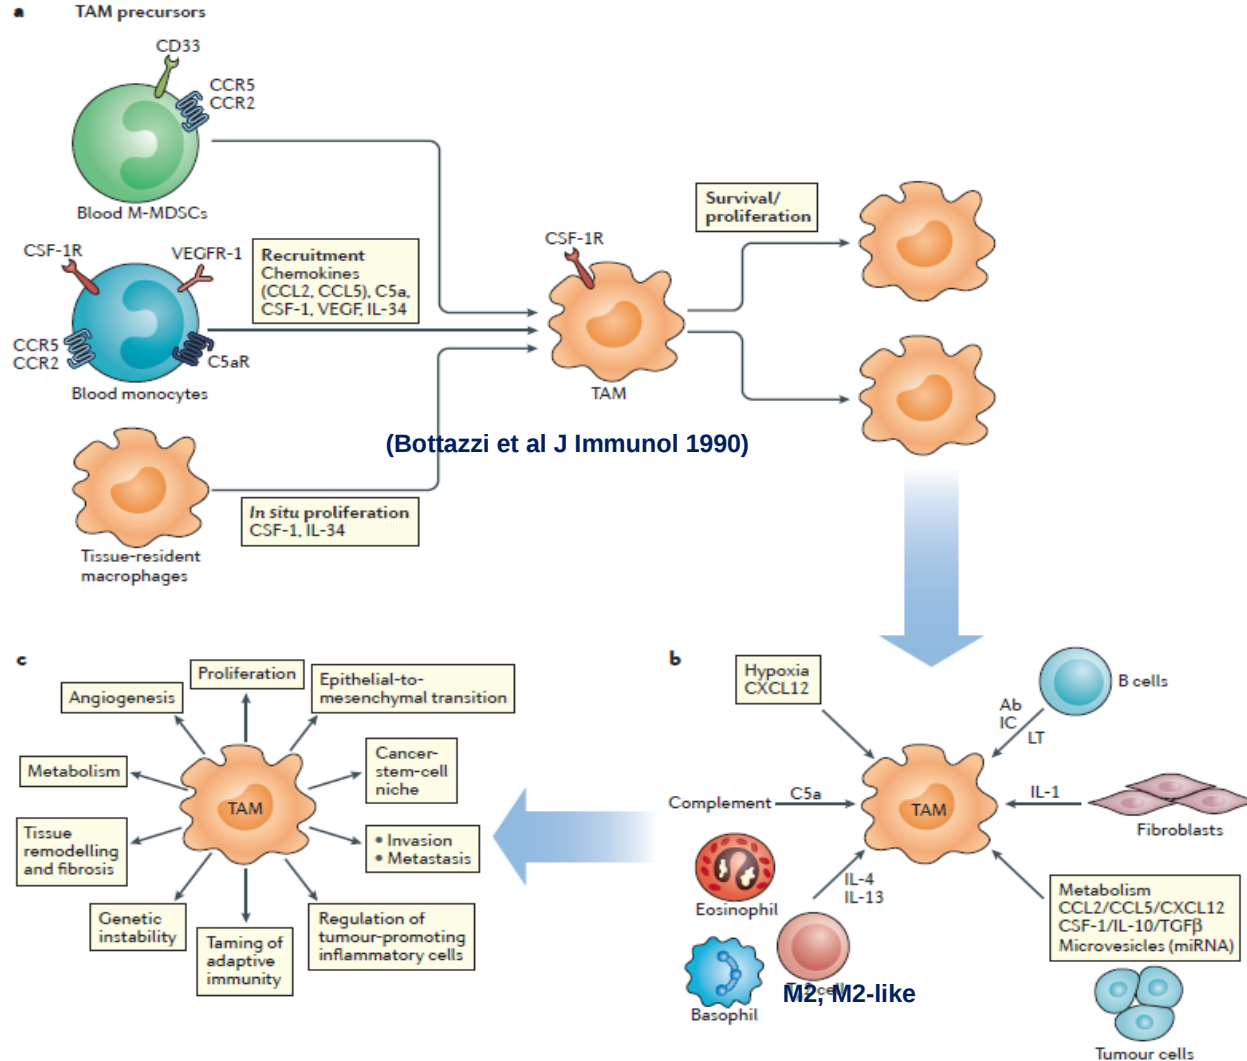 a
TAM precursors
CD33
CCR5
CCR2
Blood M-MDSCs
CSF-1R
VEGFR-1
CCR5
CCR2
C5aR
Blood monocytes
Recruitment
Chemokines
(CCL2, CCL5), C5a,
CSF-1, VEGF, IL-34
CSF-1R
TAM
Survival/
proliferation
(Bottazzi et al J Immunol 1990)
In situ proliferation
CSF-1, IL-34
Tissue-resident
macrophages
c
Proliferation
Epithelial-to-
mesenchymal transition
Angiogenesis
Cancer-
stem-cell
niche
Metabolism
TAM
Tissue
remodelling
and fibrosis
• Invasion
• Metastasis
Genetic
instability
Taming of
adaptive
immunity
Regulation of
tumour-promoting
inflammatory cells
b
Hypoxia
CXCL12
B cells
Ab
IC
LT
Complement
C5a
TAM
IL-1
Fibroblasts
IL-4
IL-13
Eosinophil
Metabolism
CCL2/CCL5/CXCL12
CSF-1/IL-10/TGFβ
Microvesicles (miRNA)
M2, M2-like
Basophil
Tumour cells